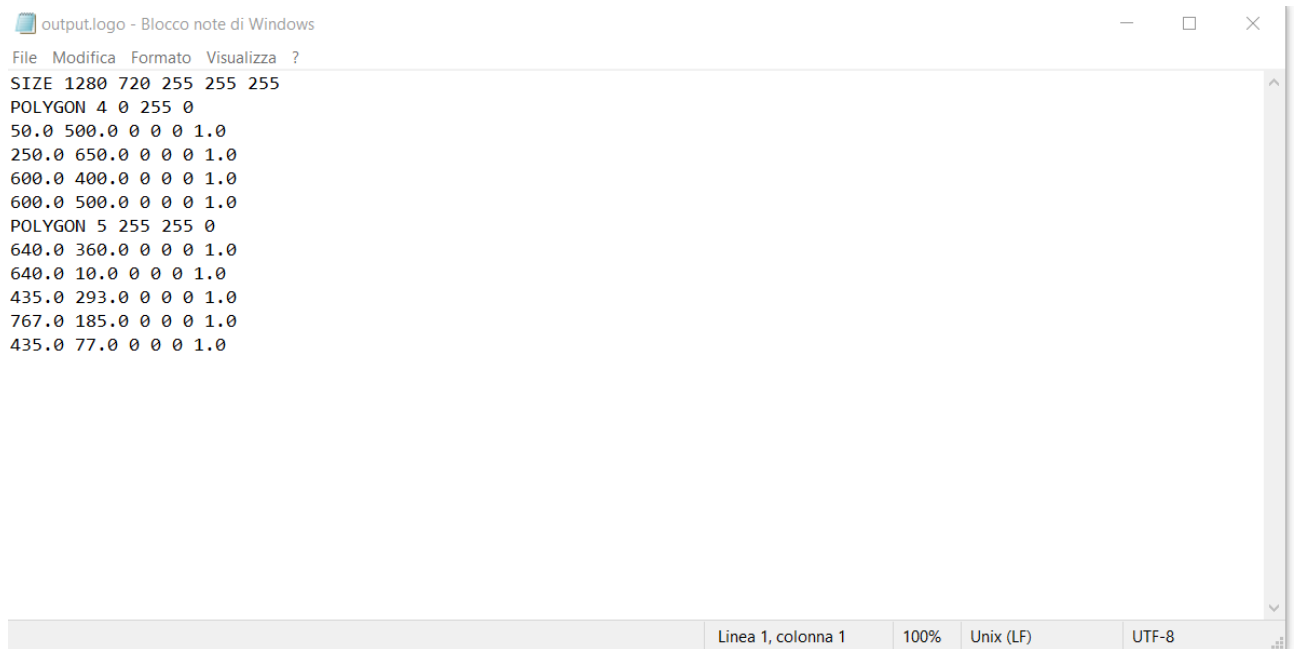 output.logo - Blocco note di Windows
File Modifica Formato Visualizza ?
SIZE 1280 720 255 255 255
POLYGON 4 0 255 0
50.0 500.0 0 0 0 1.0
250.0 650.0 0 0 0 1.0
600.0 400.0 0 0 0 1.0
600.0 500.0 0 0 0 1.0
POLYGON 5 255 255 0
640.0 360.0 0 0 0 1.0
640.0 10.0 0 0 0 1.0
435.0 293.0 0 0 0 1.0
767.0 185.0 0 0 0 1.0
435.0 77.0 0 0 0 1.0
Linea 1, colonna 1 100% Unix (LF) UTF-8